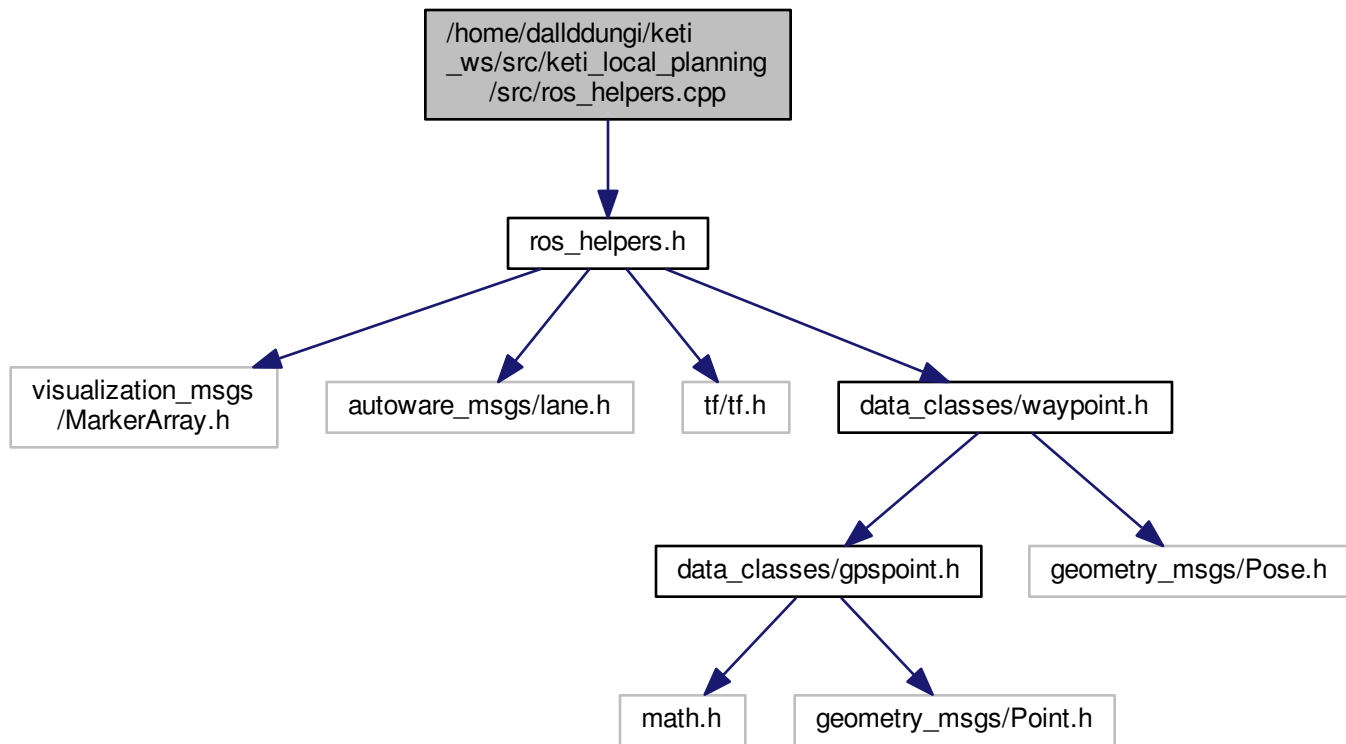 /home/dallddungi/keti
_ws/src/keti_local_planning
/src/ros_helpers.cpp
ros_helpers.h
visualization_msgs
/MarkerArray.h
autoware_msgs/lane.h
tf/tf.h
data_classes/waypoint.h
data_classes/gpspoint.h
geometry_msgs/Pose.h
math.h
geometry_msgs/Point.h